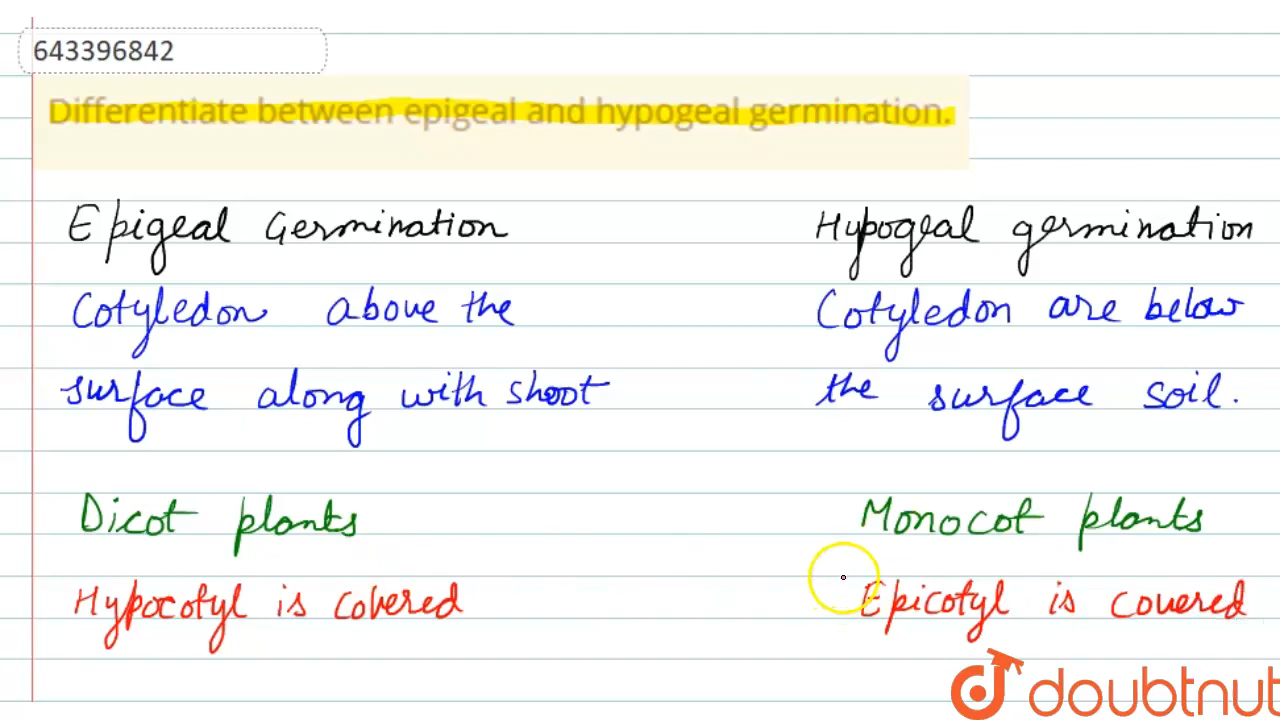 643396842
Differentiate between epigeal and hypogeal germination.
Epigeal Germination
Hypogeal germination
Cotyledon above the
surface along with shoot
Cotyledon are below
the surface soil.
Dicot plants
Monocot plants
Hypocotyl is covered
Epicotyl is covered
doubtnut